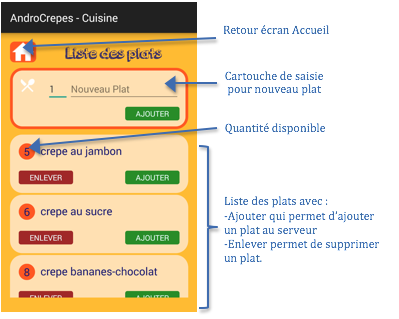 AndroCrepes - Cuisine
Liste des plats
1 Nouveau Plat
AJOUTER
5 crepe au jambon
ENLEVER AJOUTER
6 crepe au sucre
ENLEVER AJOUTER
8 crepe bananes-chocolat
Retour écran Accueil
Cartouche de saisie
pour nouveau plat
Quantité disponible
Liste des plats avec :
-Ajouter qui permet d'ajouter
un plat au serveur
-Enlever permet de supprimer
un plat.